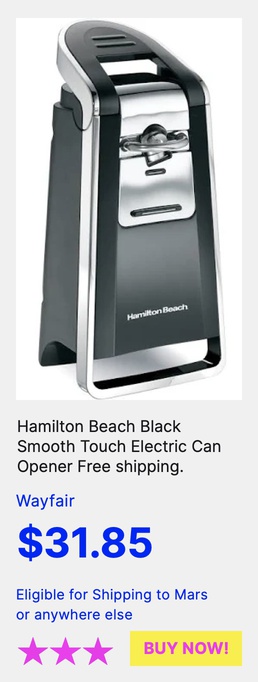 Hamilton Beach
Hamilton Beach Black
Smooth Touch Electric Can
Opener Free shipping.
Wayfair
$31.85
Eligible for Shipping to Mars
or anywhere else
BUY NOW!